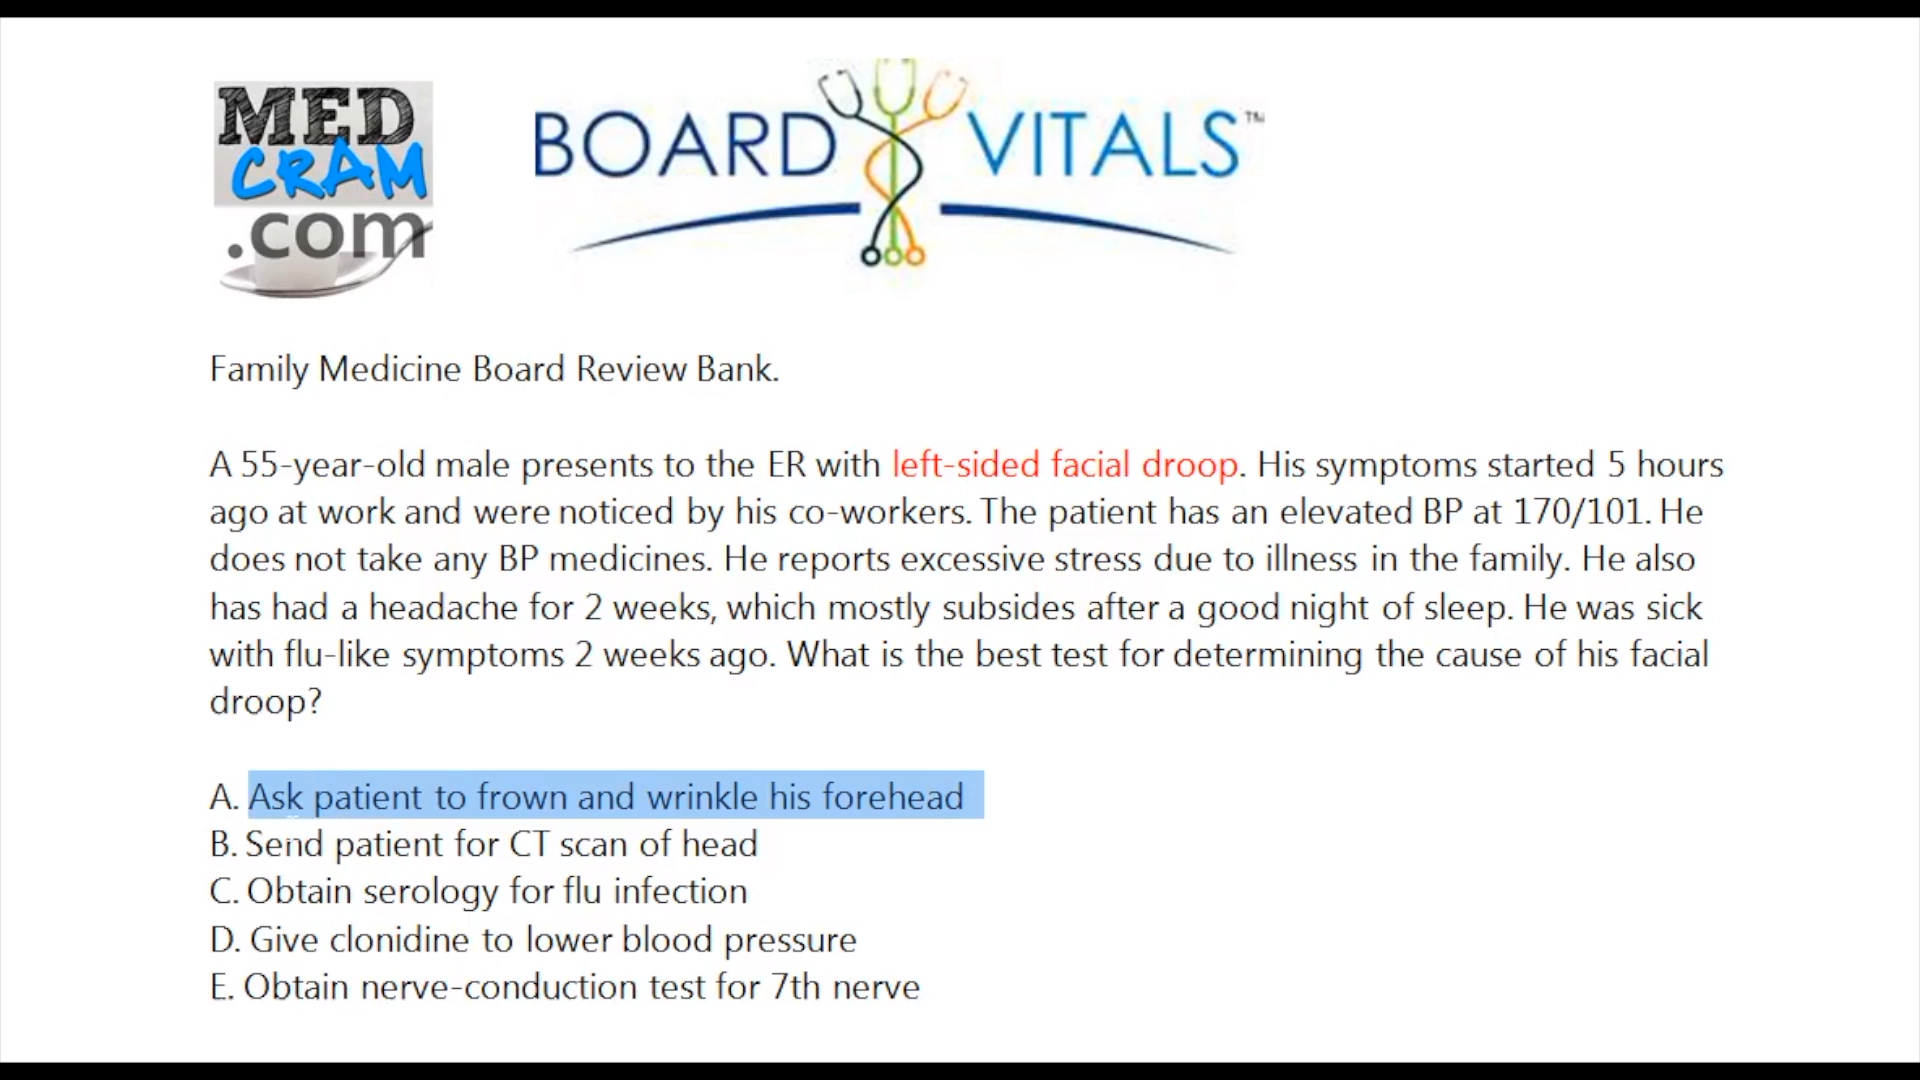 MED
CRAM
.com
BOARD VITALS™
Family Medicine Board Review Bank.
A 55-year-old male presents to the ER with left-sided facial droop. His symptoms started 5 hours
ago at work and were noticed by his co-workers. The patient has an elevated BP at 170/101. He
does not take any BP medicines. He reports excessive stress due to illness in the family. He also
has had a headache for 2 weeks, which mostly subsides after a good night of sleep. He was sick
with flu-like symptoms 2 weeks ago. What is the best test for determining the cause of his facial
droop?
A. Ask patient to frown and wrinkle his forehead
B. Send patient for CT scan of head
C. Obtain serology for flu infection
D. Give clonidine to lower blood pressure
E. Obtain nerve-conduction test for 7th nerve